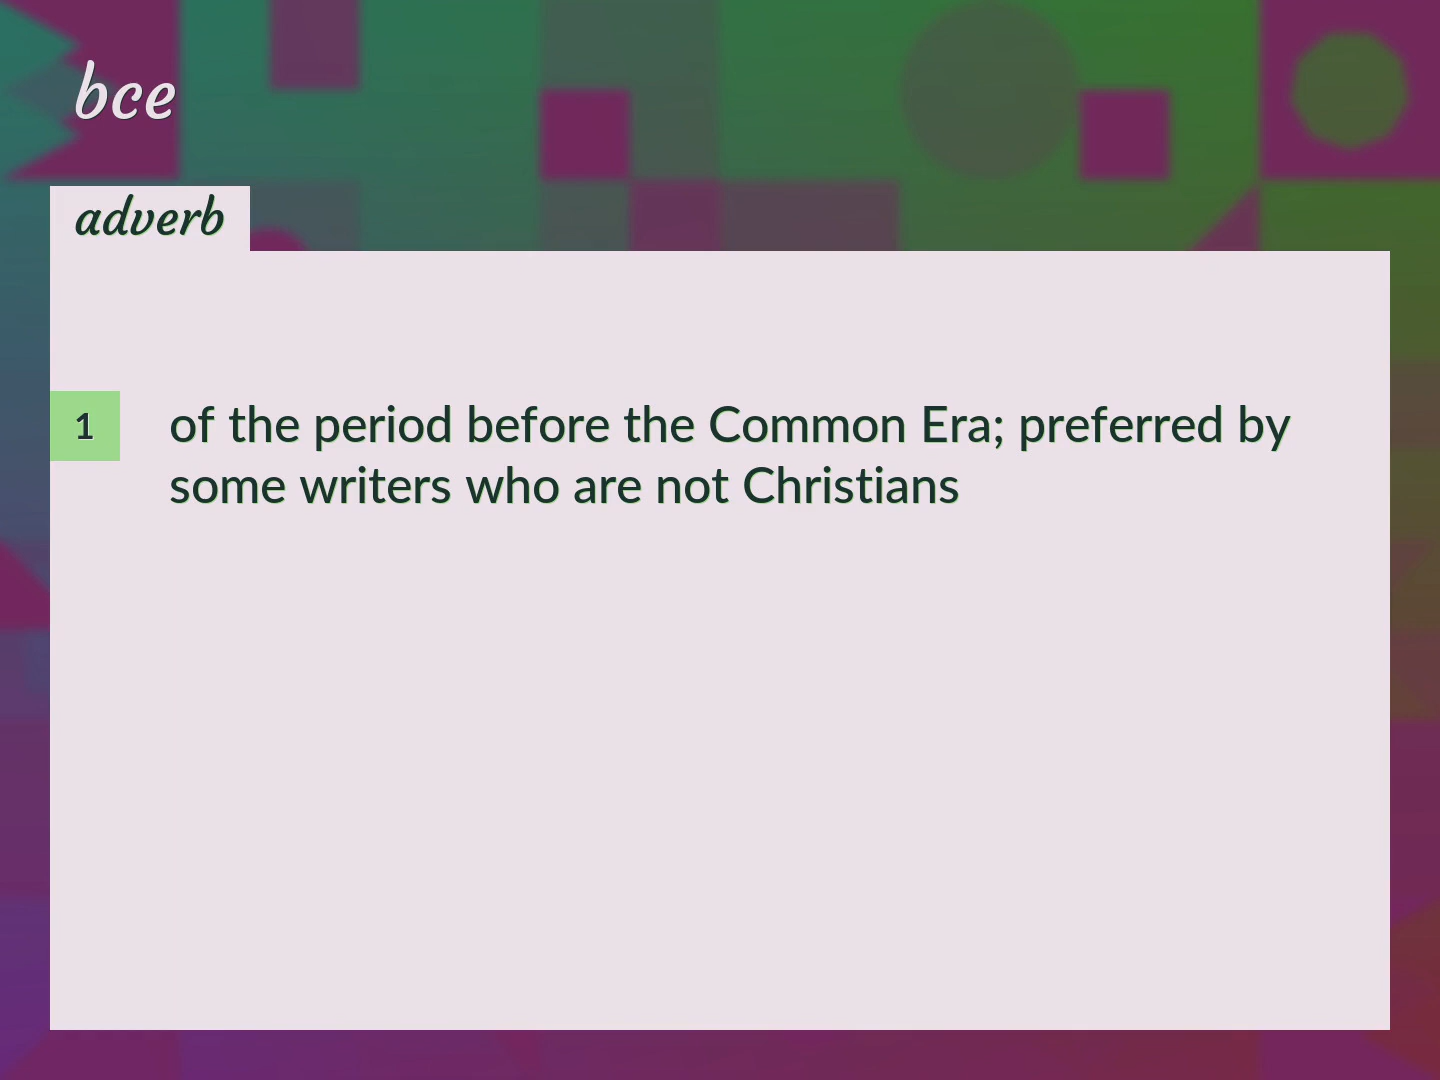 bce
adverb
1
of the period before the Common Era; preferred by
some writers who are not Christians